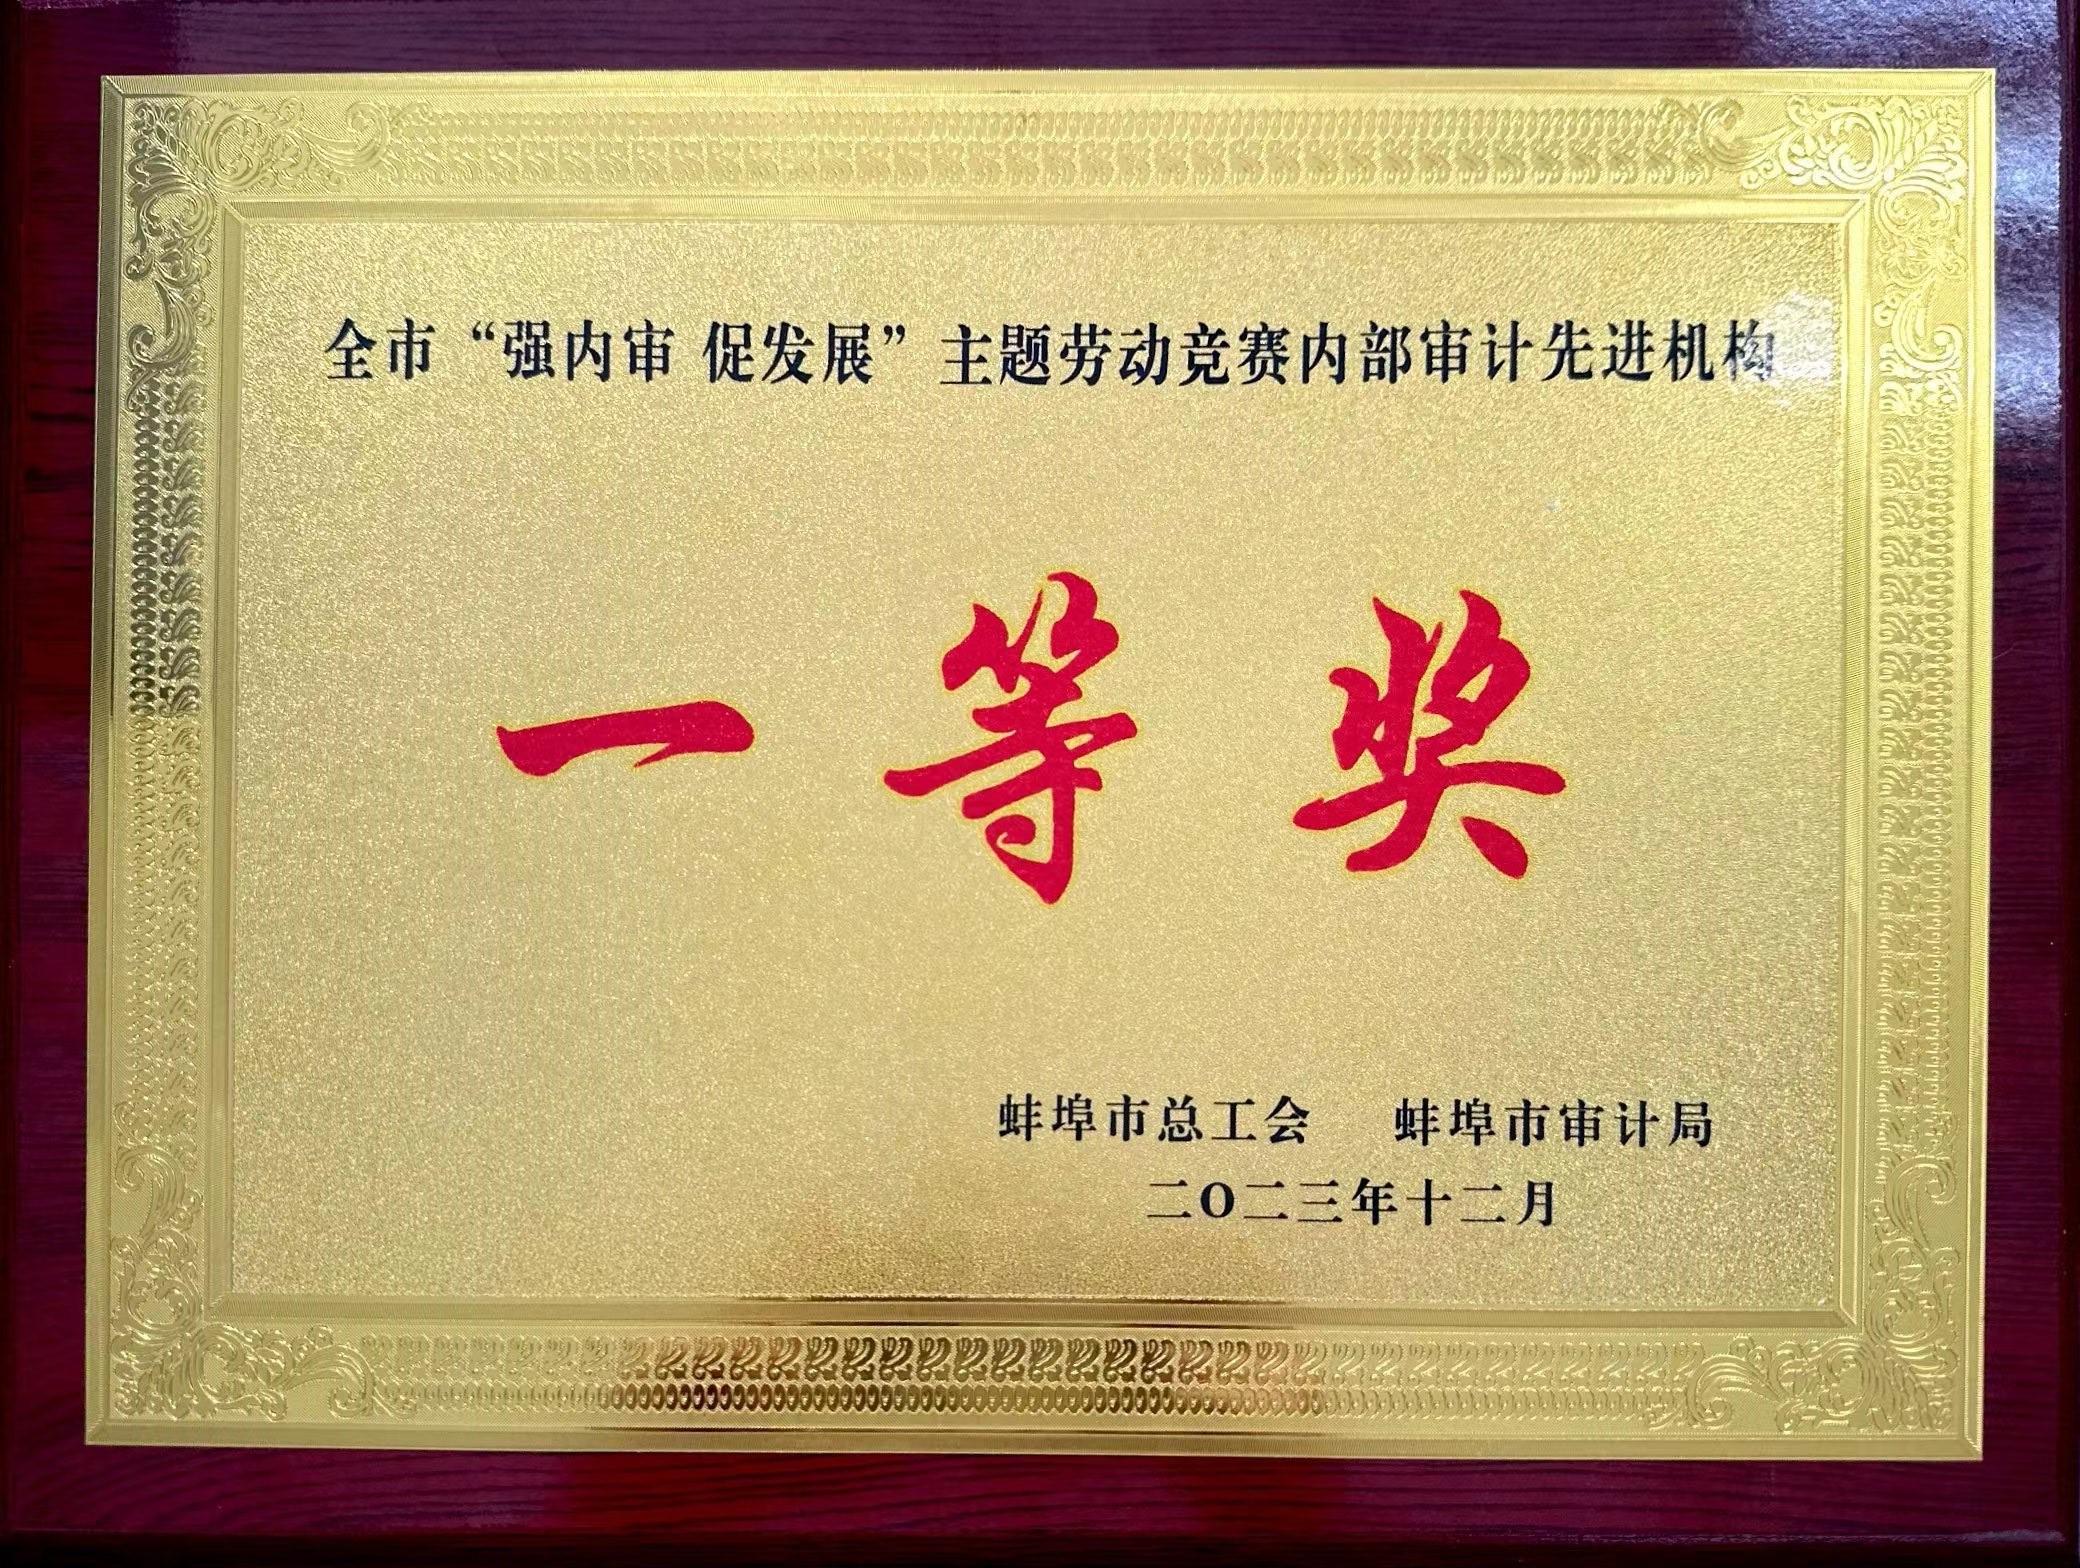 全市“强内审 促发展”主题劳动竞赛内部审计先进机构
一等奖
蚌埠市总工会 蚌埠市审计局
二〇二三年十二月